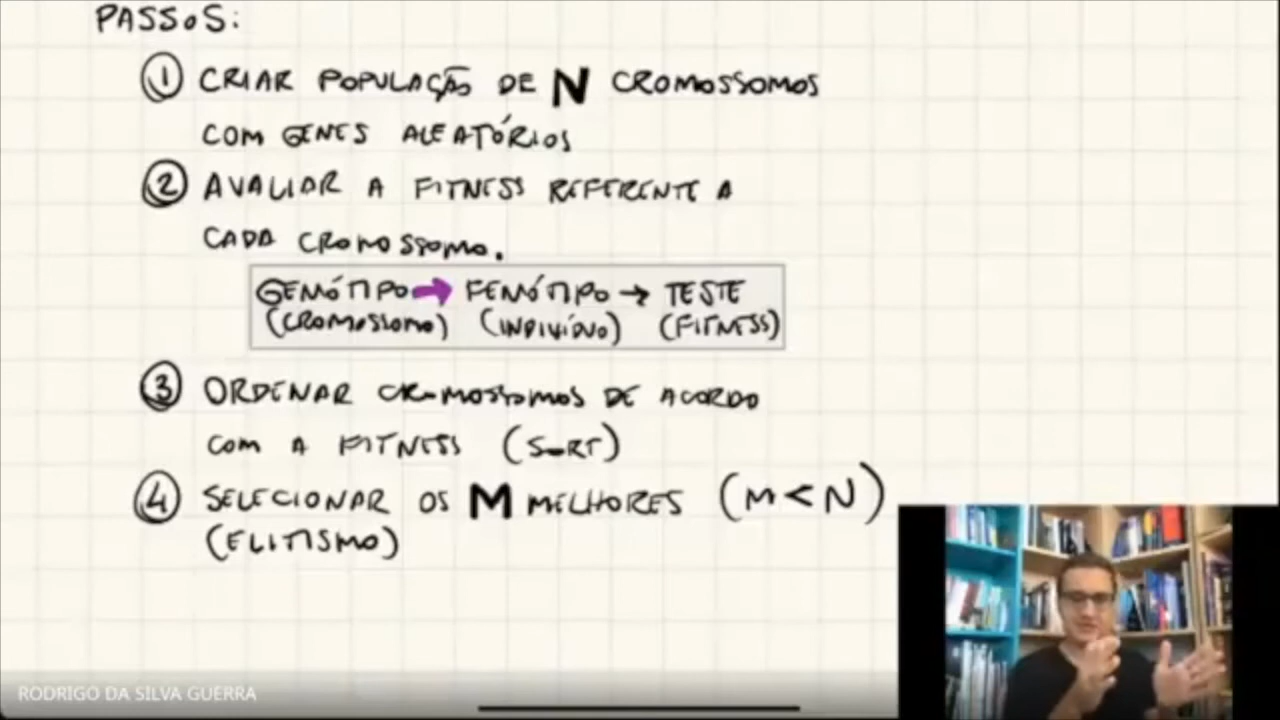 PASSOS:
① CRIAR POPULAÇÃO DE N CROMOSSOMOS
COM GENES ALEATÓRIOS
② AVALIAR A FITNESS REFERENTE A
CADA CROMOSSOMO.
GENÓTIPO → FENÓTIPO → TESTE
(CROMOSSOMO) (INDIVÍDUO) (FITNESS)
③ ORDENAR CROMOSSOMOS DE ACORDO
COM A FITNESS (SORT)
④ SELECIONAR OS M MELHORES (M < N)
(ELITISMO)
RODRIGO DA SILVA GUERRA